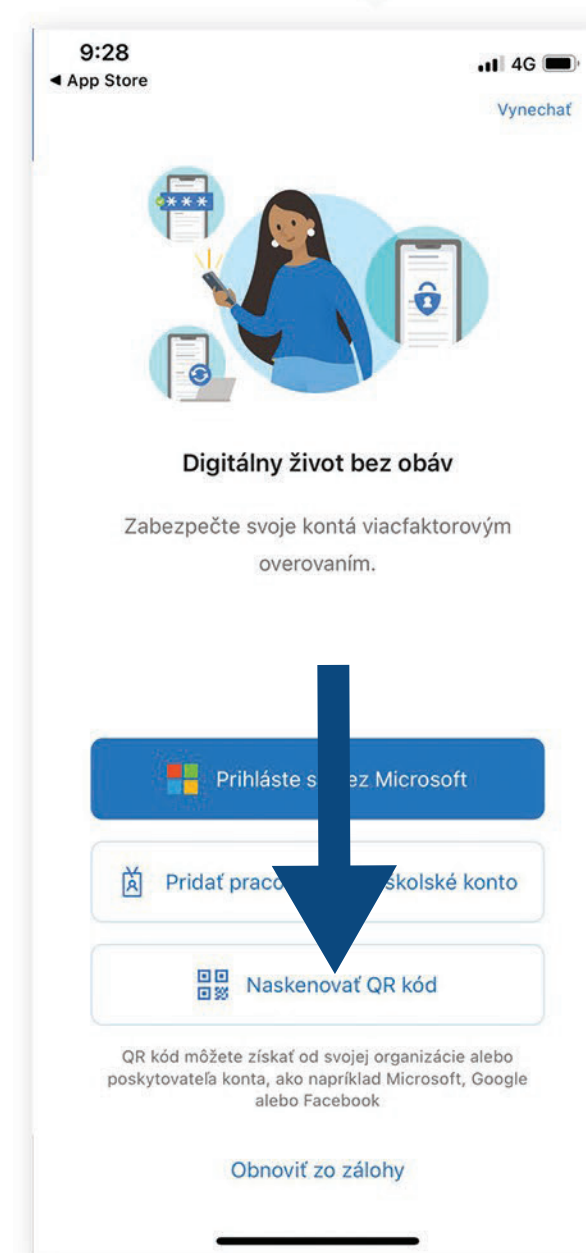 9:28
◀ App Store
4G
Vynechať
***
Digitálny život bez obáv
Zabezpečte svoje kontá viacfaktorovým
overovaním.
Prihláste s ez Microsoft
Pridať praco školské konto
Naskenovať QR kód
QR kód môžete získať od svojej organizácie alebo
poskytovateľa konta, ako napríklad Microsoft, Google
alebo Facebook
Obnoviť zo zálohy